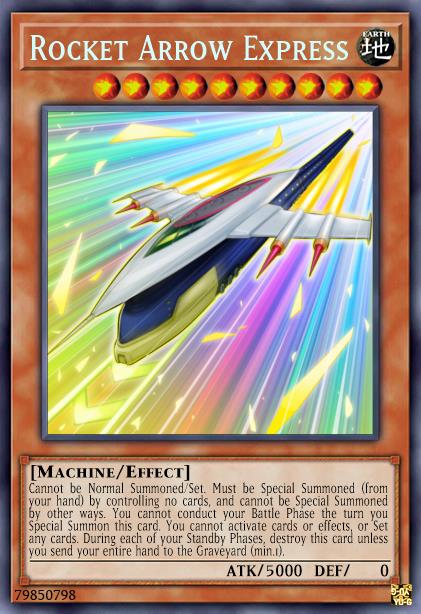 ROCKET ARROW EXPRESS
EARTH
地
[MACHINE/EFFECT]
Cannot be Normal Summoned/Set. Must be Special Summoned (from
your hand) by controlling no cards, and cannot be Special Summoned
by other ways. You cannot conduct your Battle Phase the turn you
Special Summon this card. You cannot activate cards or effects, or Set
any cards. During each of your Standby Phases, destroy this card unless
you send your entire hand to the Graveyard (min.1).
ATK/5000 DEF/ 0
79850798